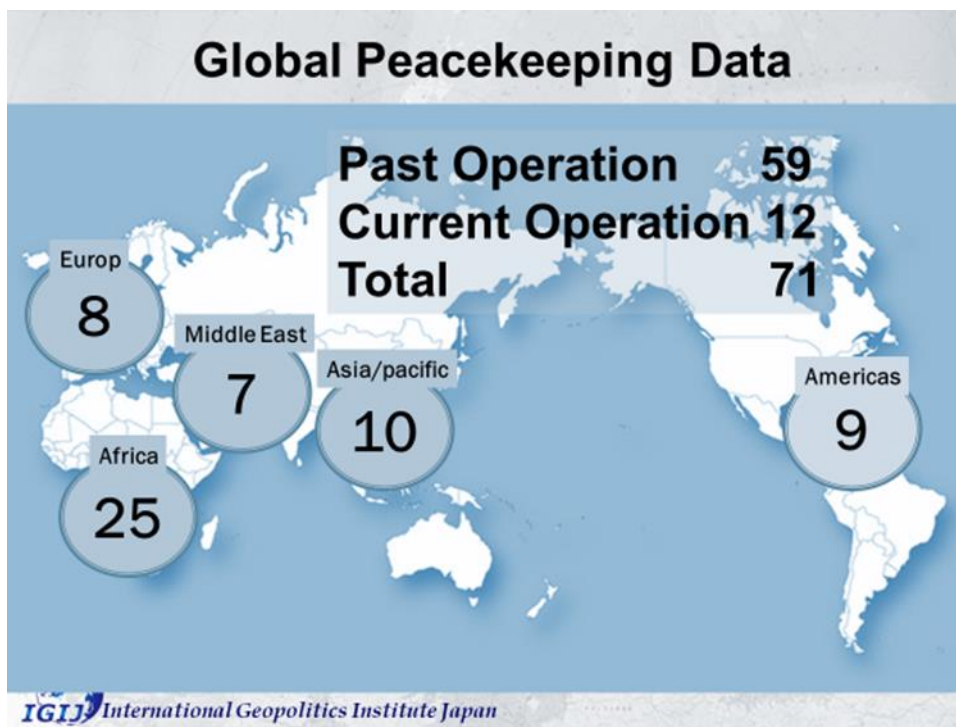 Global Peacekeeping Data
Past Operation 59
Current Operation 12
Total 71
Europ
8
Middle East
7
Asia/pacific
10
Americas
9
Africa
25
IGIJ International Geopolitics Institute Japan